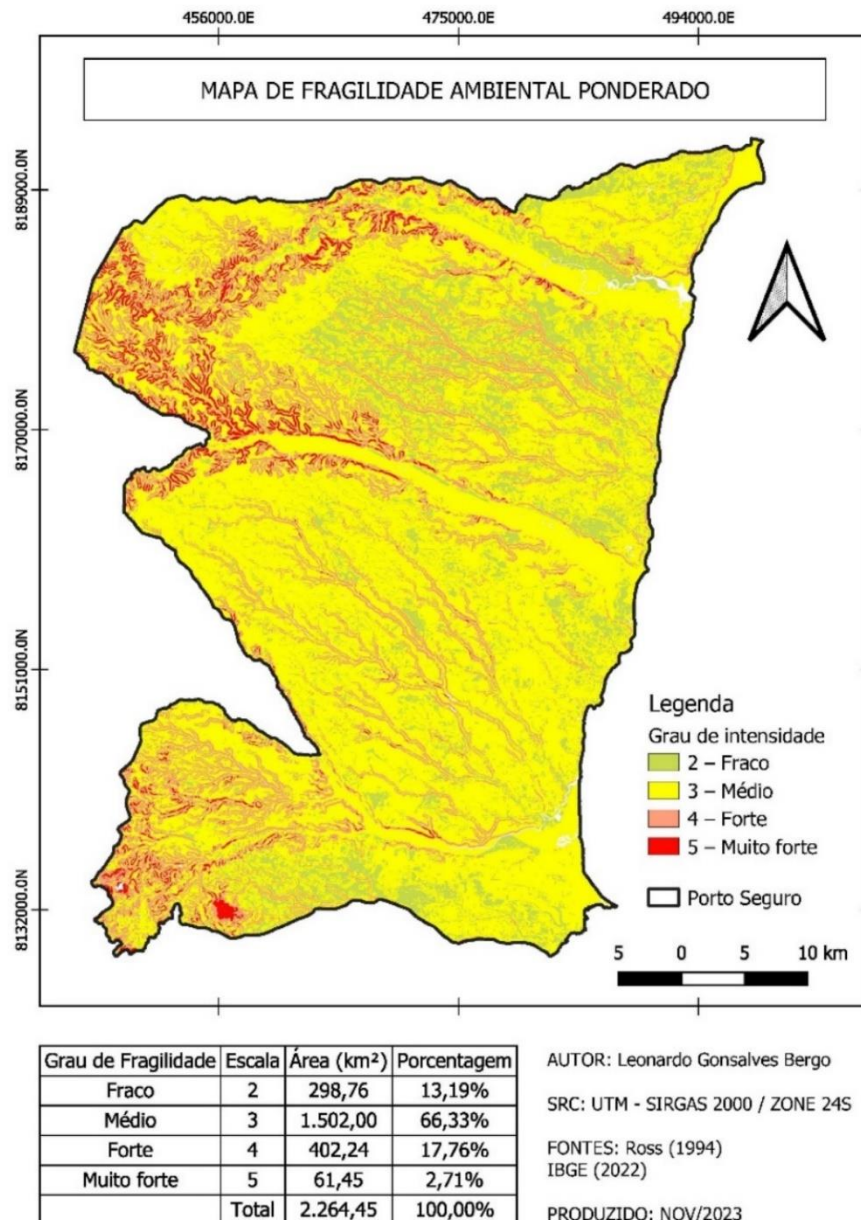 456000.0E 475000.0E 494000.0E
MAPA DE FRAGILIDADE AMBIENTAL PONDERADO
8189000.0N
8170000.0N
8151000.0N
8132000.0N
Legenda
Grau de intensidade
2 – Fraco
3 – Médio
4 – Forte
5 – Muito forte
Porto Seguro
5 0 5 10 km
Grau de Fragilidade Escala Área (km²) Porcentagem
Fraco 2 298,76 13,19%
Médio 3 1.502,00 66,33%
Forte 4 402,24 17,76%
Muito forte 5 61,45 2,71%
Total 2.264,45 100,00%
AUTOR: Leonardo Gonsalves Bergo
SRC: UTM - SIRGAS 2000 / ZONE 24S
FONTES: Ross (1994)
IBGE (2022)
PRODUZIDO: NOV/2023